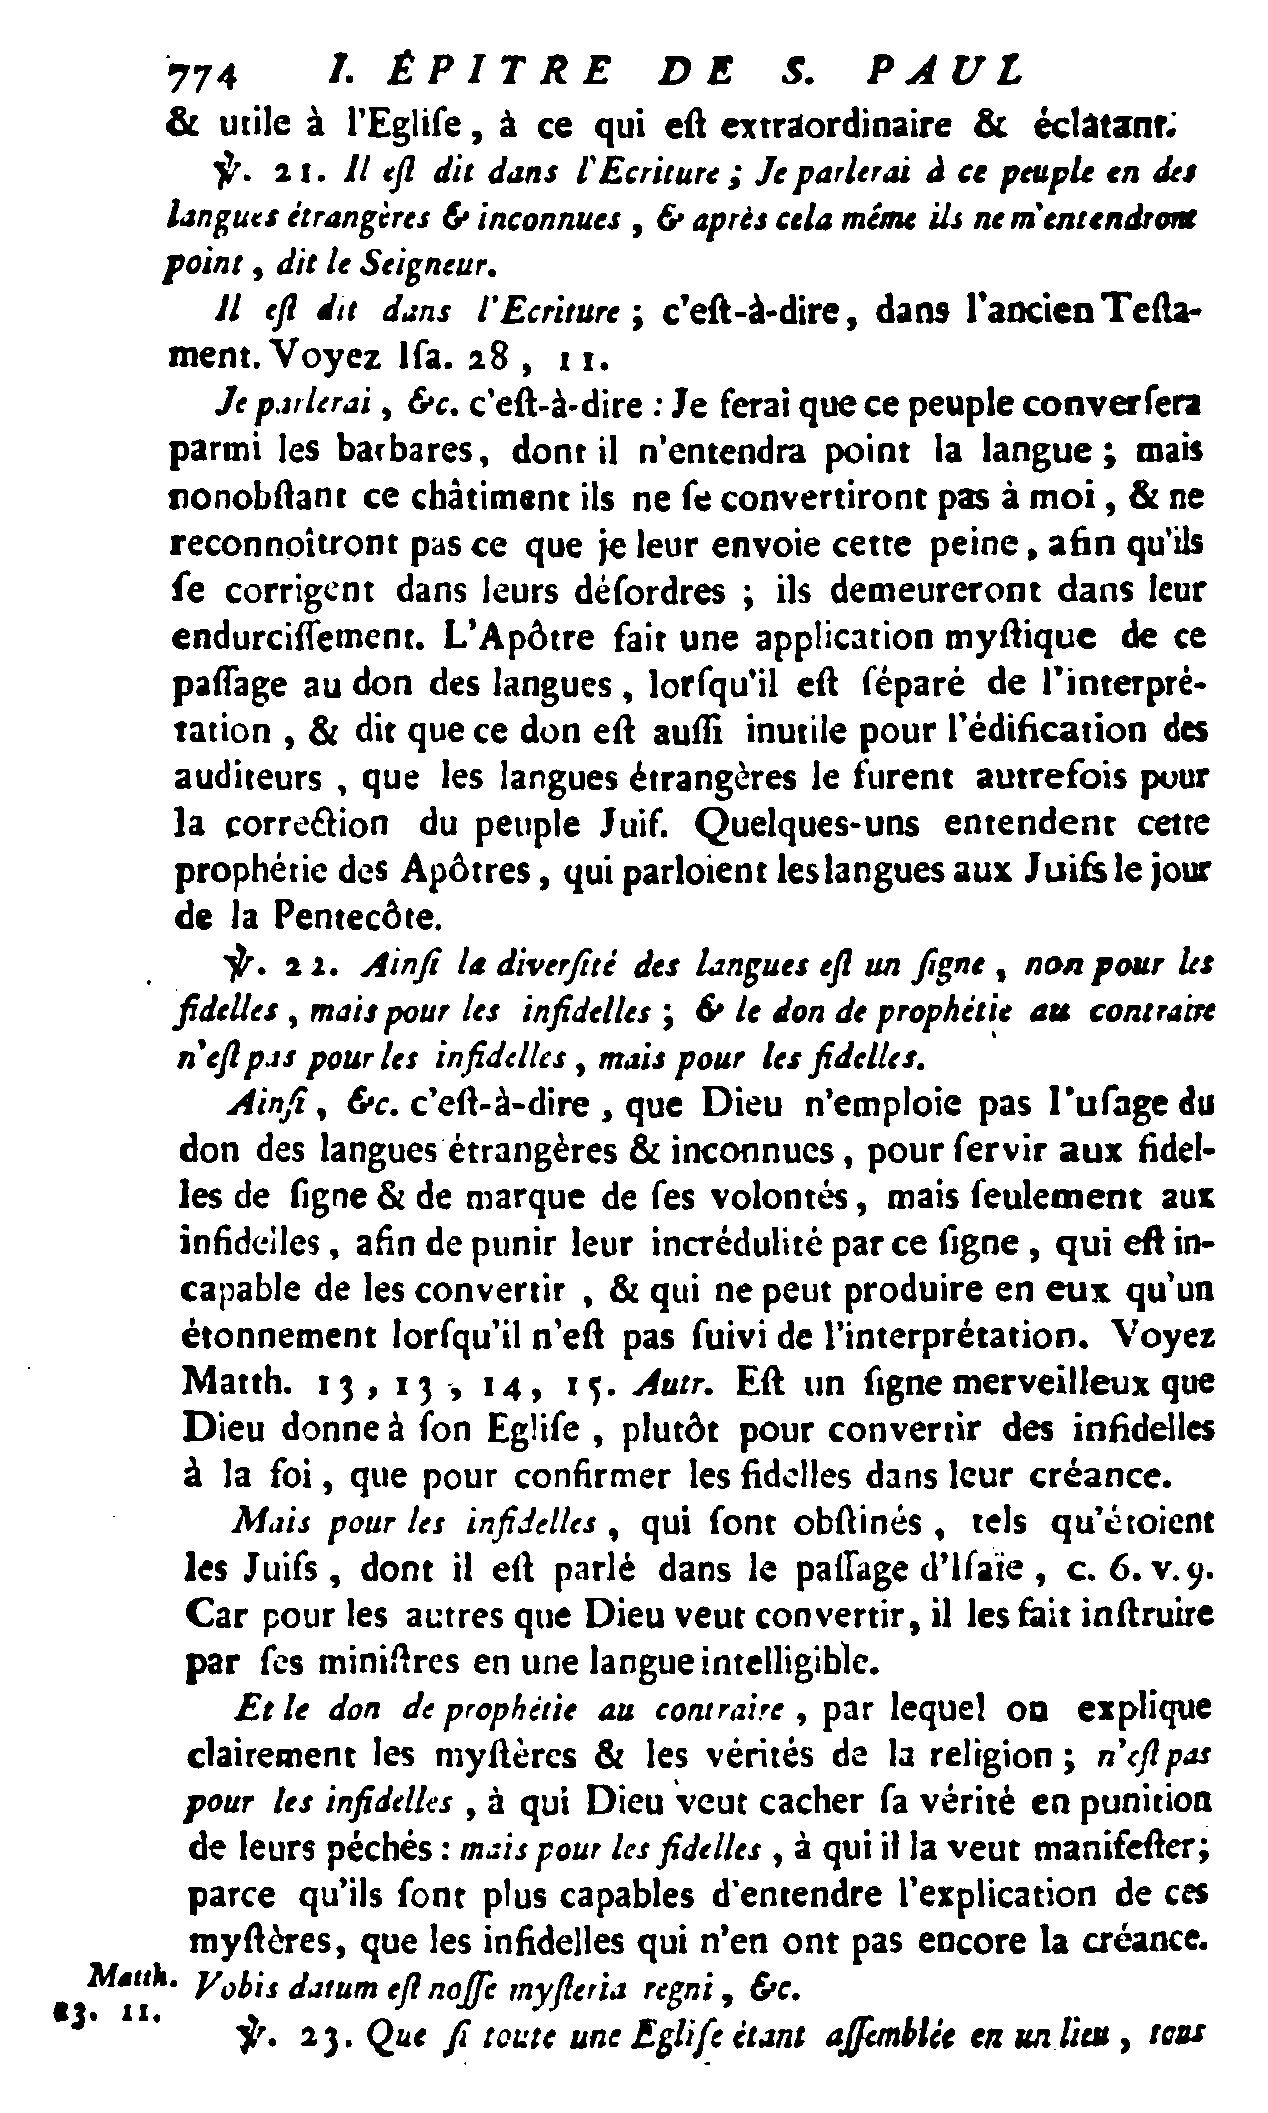 774 I. ÉPITRE DE S. PAUL
& utile à l'Egliſe, à ce qui eſt extraordinaire & éclatant.
℣. 21. Il eſt dit dans l'Ecriture ; Je parlerai à ce peuple en des
langues étrangères & inconnues, & après cela même ils ne m'entendront
point, dit le Seigneur.
Il eſt dit dans l'Ecriture ; c'eſt-à-dire, dans l'ancien Teſta-
ment. Voyez Iſa. 28, 11.
Je parlerai, &c. c'eſt-à-dire : Je ferai que ce peuple converſera
parmi les barbares, dont il n'entendra point la langue ; mais
nonobſtant ce châtiment ils ne ſe convertiront pas à moi, & ne
reconnoîtront pas ce que je leur envoie cette peine, afin qu'ils
ſe corrigent dans leurs déſordres ; ils demeureront dans leur
endurciſſement. L'Apôtre fait une application myſtique de ce
paſſage au don des langues, lorſqu'il eſt ſéparé de l'interpré-
tation, & dit que ce don eſt auſſi inutile pour l'édification des
auditeurs, que les langues étrangères le furent autrefois pour
la correction du peuple Juif. Quelques-uns entendent cette
prophétie des Apôtres, qui parloient les langues aux Juifs le jour
de la Pentecôte.
℣. 22. Ainſi la diverſité des langues eſt un ſigne, non pour les
fidelles, mais pour les infidelles ; & le don de prophétie au contraire
n'eſt pas pour les infidelles, mais pour les fidelles.
Ainſi, &c. c'eſt-à-dire, que Dieu n'emploie pas l'uſage du
don des langues étrangères & inconnues, pour ſervir aux fidel-
les de ſigne & de marque de ſes volontés, mais ſeulement aux
infidelles, afin de punir leur incrédulité par ce ſigne, qui eſt in-
capable de les convertir, & qui ne peut produire en eux qu'un
étonnement lorſqu'il n'eſt pas ſuivi de l'interprétation. Voyez
Matth. 13, 13, 14, 15. Autr. Eſt un ſigne merveilleux que
Dieu donne à ſon Egliſe, plutôt pour convertir des infidelles
à la foi, que pour confirmer les fidelles dans leur créance.
Mais pour les infidelles, qui ſont obſtinés, tels qu'étoient
les Juifs, dont il eſt parlé dans le paſſage d'Iſaïe, c. 6. v. 9.
Car pour les autres que Dieu veut convertir, il les fait inſtruire
par ſes miniſtres en une langue intelligible.
Et le don de prophétie au contraire, par lequel on explique
clairement les myſtères & les vérités de la religion ; n'eſt pas
pour les infidelles, à qui Dieu veut cacher ſa vérité en punition
de leurs péchés : mais pour les fidelles, à qui il la veut manifeſter ;
parce qu'ils ſont plus capables d'entendre l'explication de ces
myſtères, que les infidelles qui n'en ont pas encore la créance.
Matth. Vobis datum eſt noſſe myſteria regni, &c.
13. 11.
℣. 23. Que ſi toute une Egliſe étant aſſemblée en un lieu, tous